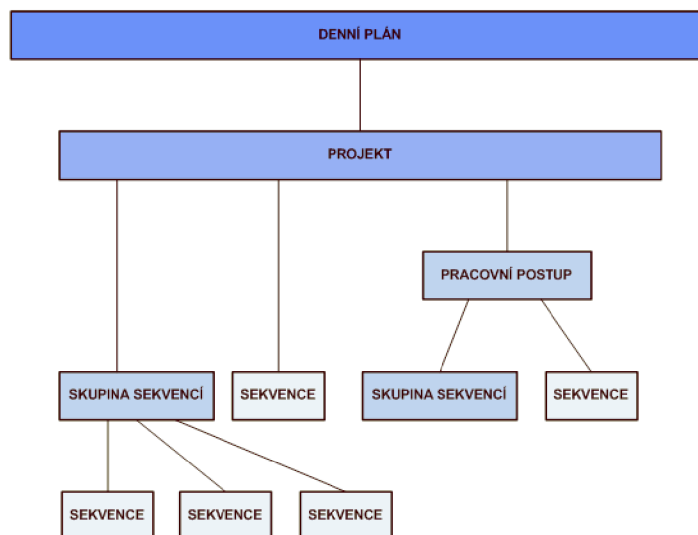 DENNÍ PLÁN
PROJEKT
PRACOVNÍ POSTUP
SKUPINA SEKVENCÍ
SEKVENCE
SKUPINA SEKVENCÍ
SEKVENCE
SEKVENCE
SEKVENCE
SEKVENCE